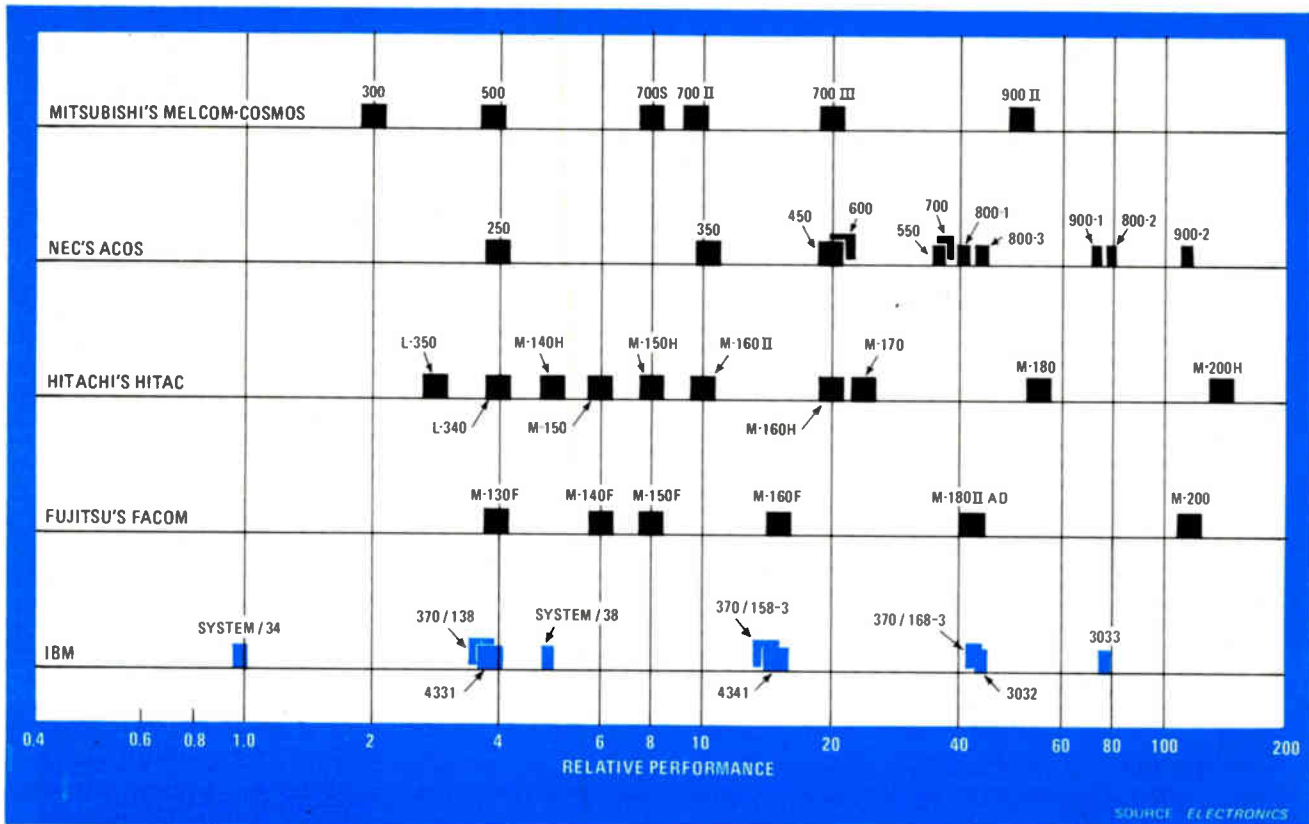 300 500 700S 700 II 700 III 900 II
MITSUBISHI'S MELCOM-COSMOS
250 350 450 600 550 700 800-1 800-3 900-1 800-2 900-2
NEC'S ACOS
L-350 M-140H M-150H M-160 II M-170 M-180 M-200H
HITACHI'S HITAC
L-340 M-150 M-160H
M-130F M-140F M-150F M-160F M-180 II AD M-200
FUJITSU'S FACOM
SYSTEM/34 370/138 SYSTEM/38 370/158-3 370/168-3 3033
IBM
4331 4341 3032
0.4 0.6 0.8 1.0 2 4 6 8 10 20 40 60 80 100 200
RELATIVE PERFORMANCE
SOURCE ELECTRONICS